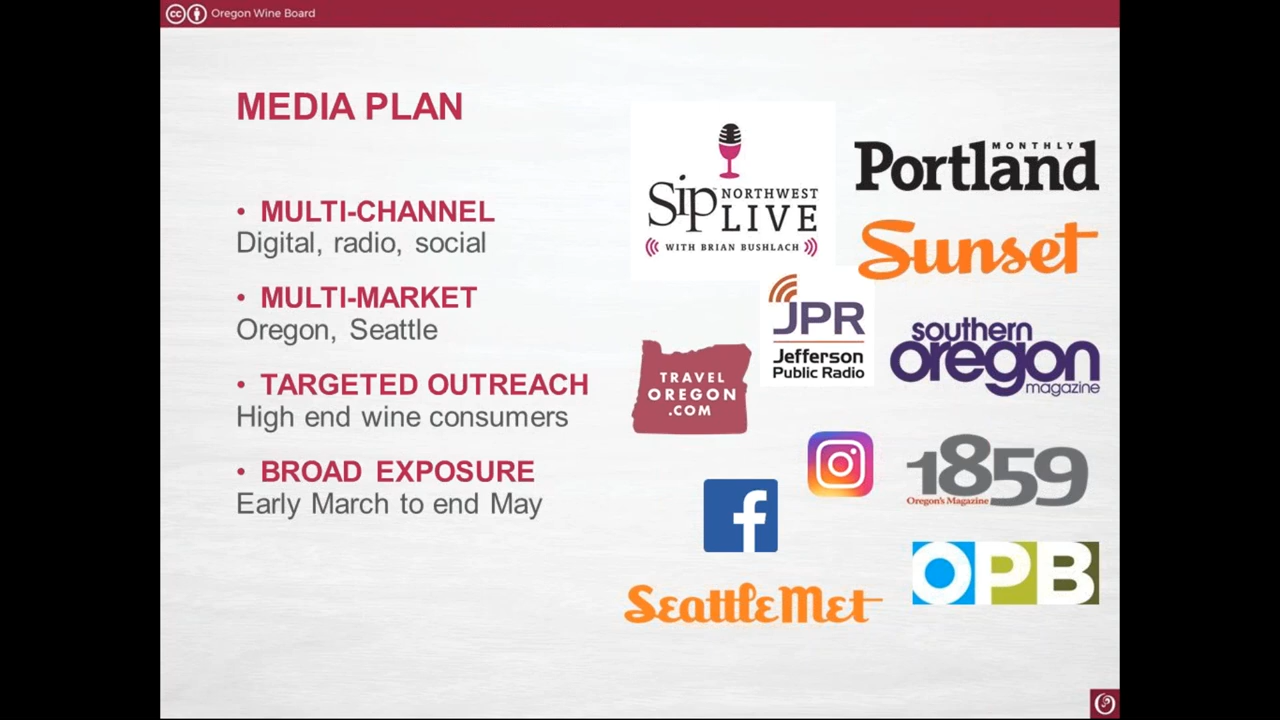 Oregon Wine Board
MEDIA PLAN
• MULTI-CHANNEL
Digital, radio, social
• MULTI-MARKET
Oregon, Seattle
• TARGETED OUTREACH
High end wine consumers
• BROAD EXPOSURE
Early March to end May
Sip NORTHWEST
LIVE
WITH BRIAN BUSHLACH
MONTHLY
Portland
Sunset
JPR
Jefferson
Public Radio
southern
oregon
magazine
TRAVEL
OREGON
.COM
1859
Oregon's Magazine
f
OPB
SeattleMet